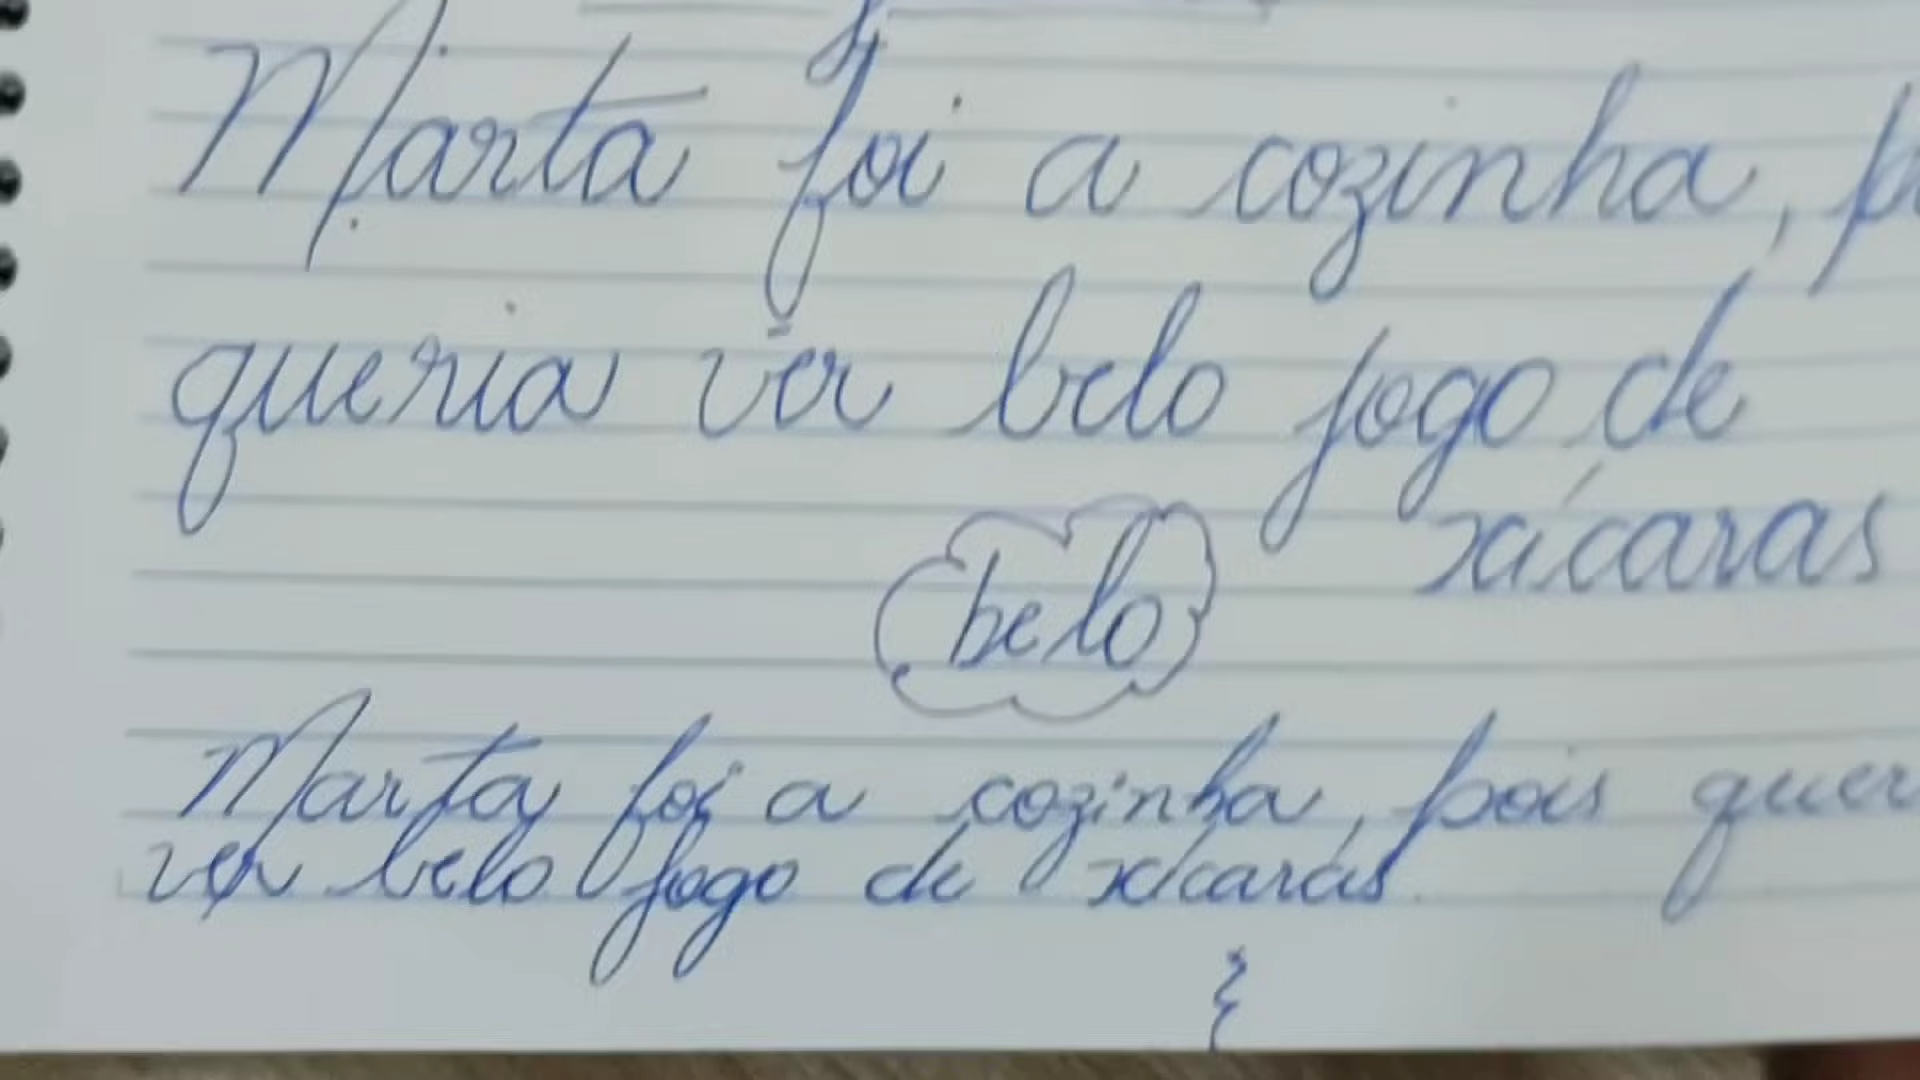 Marta foi a cozinha,
queria ver belo jogo de
xícaras
belo
Marta foi a cozinha, pois
ver belo jogo de xícaras